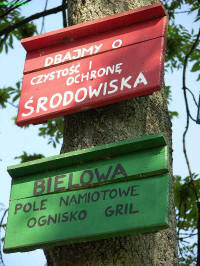 DBAJMY O
CZYSTOŚĆ I
OCHRONĘ
ŚRODOWISKA
BIELOWA
POLE NAMIOTOWE
OGNISKO GRIL